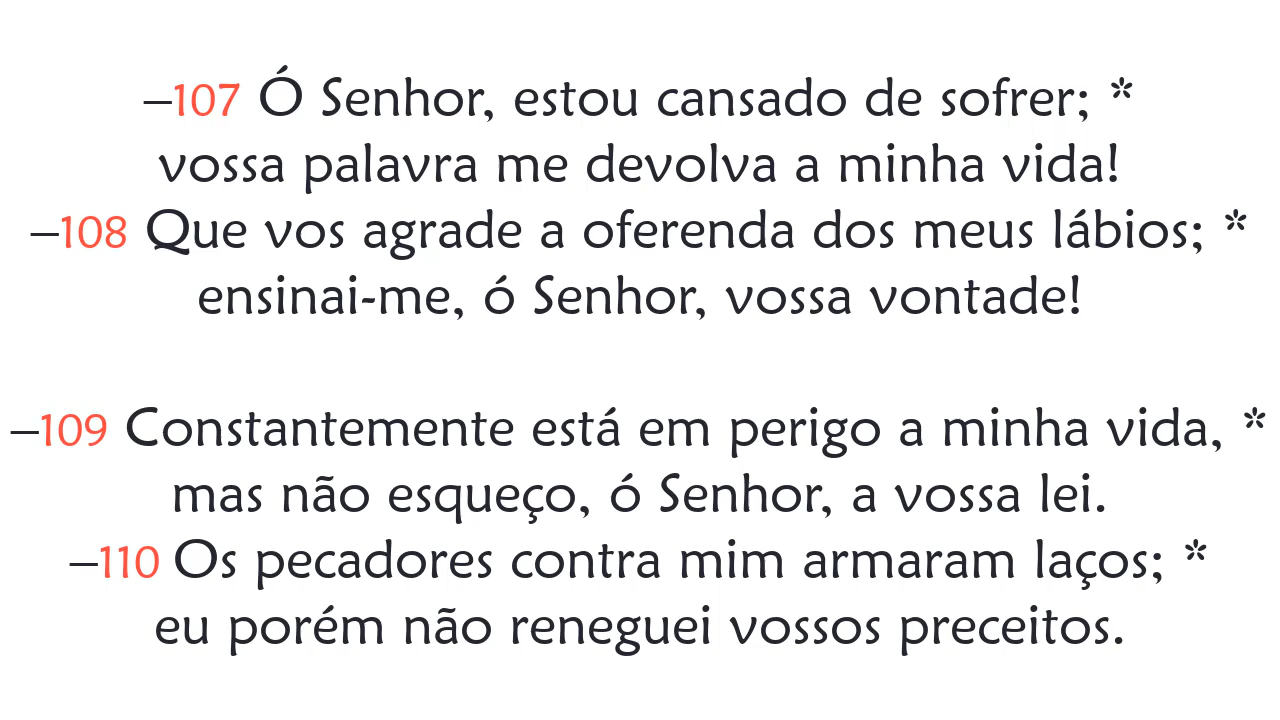 –107 Ó Senhor, estou cansado de sofrer; *
vossa palavra me devolva a minha vida!
–108 Que vos agrade a oferenda dos meus lábios; *
ensinai-me, ó Senhor, vossa vontade!
–109 Constantemente está em perigo a minha vida, *
mas não esqueço, ó Senhor, a vossa lei.
–110 Os pecadores contra mim armaram laços; *
eu porém não reneguei vossos preceitos.